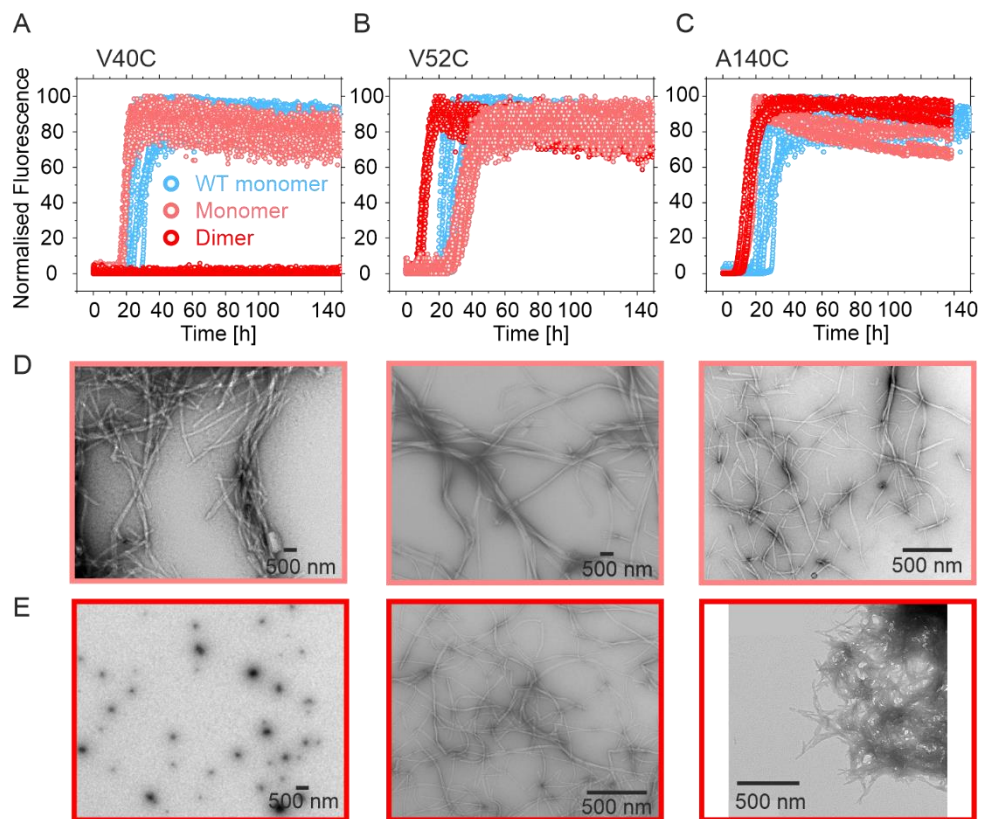 A
B
C
V40C
V52C
A140C
Normalised Fluorescence
100
80
60
40
20
0
WT monomer
Monomer
Dimer
0 20 40 60 80 100 140
Time [h]
100
80
60
40
20
0
0 20 40 60 80 100 140
Time [h]
100
80
60
40
20
0
0 20 40 60 80 100 140
Time [h]
D
500 nm
500 nm
500 nm
E
500 nm
500 nm
500 nm